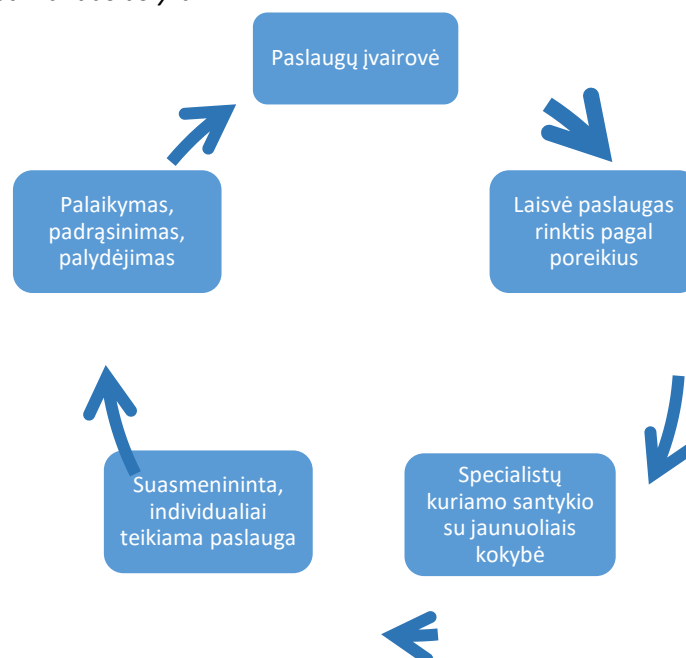 Paslaugų įvairovė
Laisvė paslaugas
rinktis pagal
poreikius
Specialistų
kuriamo santykio
su jaunuoliais
kokybė
Suasmenininta,
individualiai
teikiama paslauga
Palaikymas,
padrąsinimas,
palydėjimas